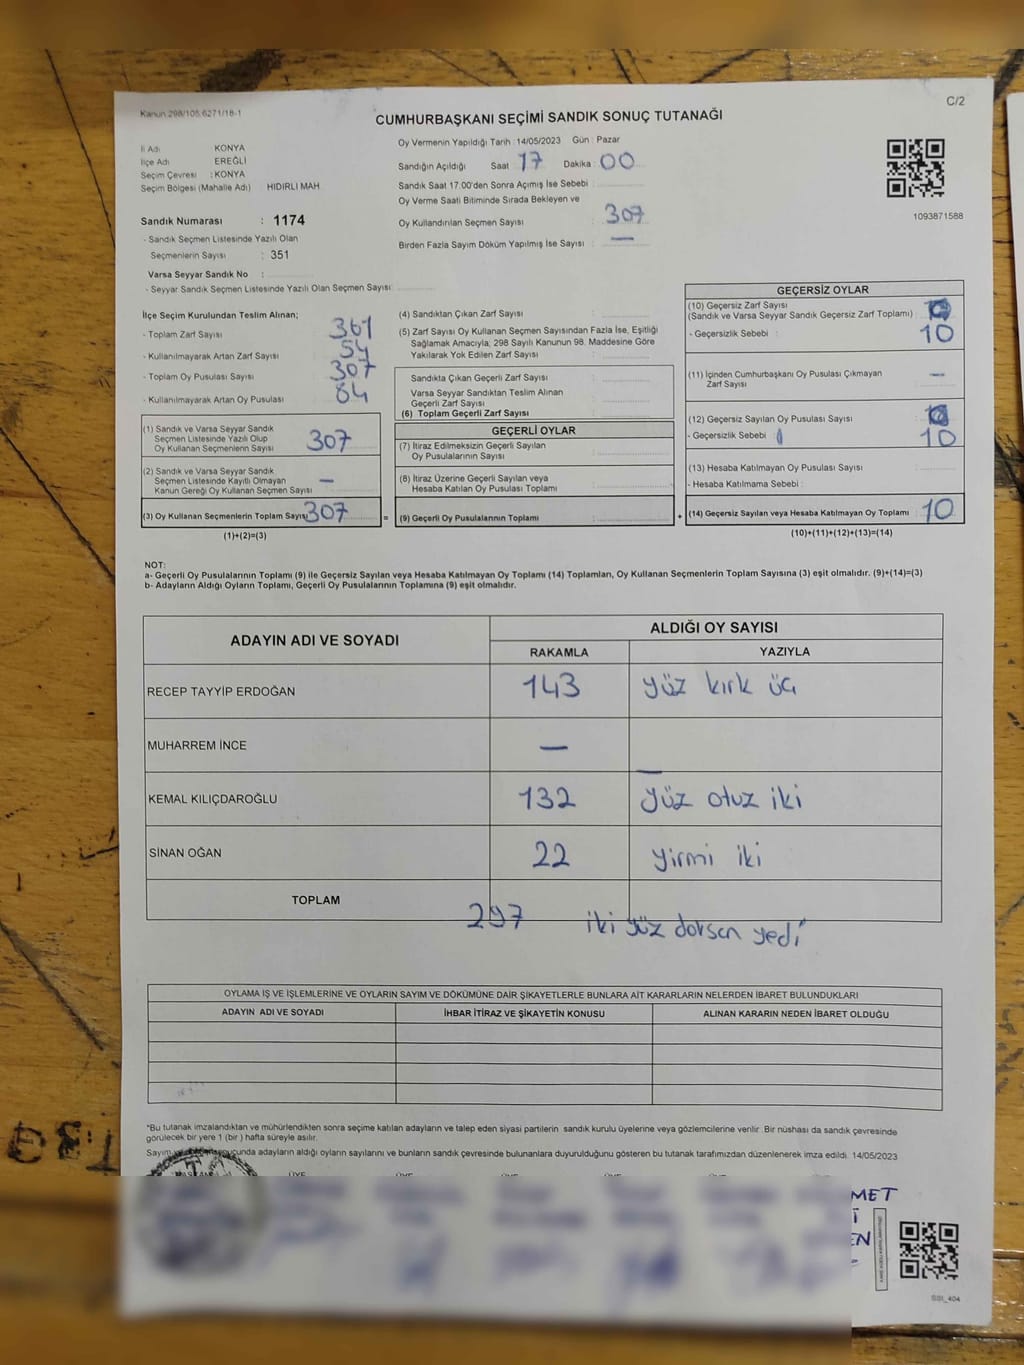 Kanun 298/105,6271/18-1
C/2
CUMHURBAŞKANI SEÇİMİ SANDIK SONUÇ TUTANAĞI
İl Adı KONYA
İlçe Adı EREĞLİ
Seçim Çevresi : KONYA
Seçim Bölgesi (Mahalle Adı) HIDIRLI MAH
Sandık Numarası : 1174
- Sandık Seçmen Listesinde Yazılı Olan
Seçmenlerin Sayısı : 351
Varsa Seyyar Sandık No :
- Seyyar Sandık Seçmen Listesinde Yazılı Olan Seçmen Sayısı :
Oy Vermenin Yapıldığı Tarih : 14/05/2023 Gün : Pazar
Sandığın Açıldığı Saat : 17 Dakika : 00
Sandık Saat 17.00'den Sonra Açımış İse Sebebi :
Oy Verme Saati Bitiminde Sırada Bekleyen ve
Oy Kullandırılan Seçmen Sayısı : 307
Birden Fazla Sayım Döküm Yapılmış İse Sayısı : —
1093871588
İlçe Seçim Kurulundan Teslim Alınan;
- Toplam Zarf Sayısı 361
- Kullanılmayarak Artan Zarf Sayısı 54
- Toplam Oy Pusulası Sayısı 307
- Kullanılmayarak Artan Oy Pusulası 84
(1) Sandık ve Varsa Seyyar Sandık
Seçmen Listesinde Yazılı Olup
Oy Kullanan Seçmenlerin Sayısı 307
(2) Sandık ve Varsa Seyyar Sandık
Seçmen Listesinde Kayıtlı Olmayan
Kanun Gereği Oy Kullanan Seçmen Sayısı —
(3) Oy Kullanan Seçmenlerin Toplam Sayısı 307
(1)+(2)=(3)
(4) Sandıktan Çıkan Zarf Sayısı :
(5) Zarf Sayısı Oy Kullanan Seçmen Sayısından Fazla İse, Eşitliği
Sağlamak Amacıyla; 298 Sayılı Kanunun 98. Maddesine Göre
Yakılarak Yok Edilen Zarf Sayısı :
Sandıkta Çıkan Geçerli Zarf Sayısı :
Varsa Seyyar Sandıktan Teslim Alınan
Geçerli Zarf Sayısı :
(6) Toplam Geçerli Zarf Sayısı :
GEÇERLİ OYLAR
(7) İtiraz Edilmeksizin Geçerli Sayılan
Oy Pusulalarının Sayısı :
(8) İtiraz Üzerine Geçerli Sayılan veya
Hesaba Katılan Oy Pusulası Toplamı :
= (9) Geçerli Oy Pusulalarının Toplamı :
GEÇERSİZ OYLAR
(10) Geçersiz Zarf Sayısı
(Sandık ve Varsa Seyyar Sandık Geçersiz Zarf Toplamı) :
- Geçersizlik Sebebi : 10
(11) İçinden Cumhurbaşkanı Oy Pusulası Çıkmayan
Zarf Sayısı : —
(12) Geçersiz Sayılan Oy Pusulası Sayısı :
- Geçersizlik Sebebi 10
(13) Hesaba Katılmayan Oy Pusulası Sayısı :
- Hesaba Katılmama Sebebi :
+ (14) Geçersiz Sayılan veya Hesaba Katılmayan Oy Toplamı : 10
(10)+(11)+(12)+(13)=(14)
NOT:
a- Geçerli Oy Pusulalarının Toplamı (9) ile Geçersiz Sayılan veya Hesaba Katılmayan Oy Toplamı (14) Toplamları, Oy Kullanan Seçmenlerin Toplam Sayısına (3) eşit olmalıdır. (9)+(14)=(3)
b- Adayların Aldığı Oyların Toplamı, Geçerli Oy Pusulalarının Toplamına (9) eşit olmalıdır.
ADAYIN ADI VE SOYADI ALDIĞI OY SAYISI
RAKAMLA YAZIYLA
RECEP TAYYİP ERDOĞAN 143 yüz kırk üç
MUHARREM İNCE — —
KEMAL KILIÇDAROĞLU 132 yüz otuz iki
SİNAN OĞAN 22 yirmi iki
TOPLAM 297 iki yüz doksan yedi
OYLAMA İŞ VE İŞLEMLERİNE VE OYLARIN SAYIM VE DÖKÜMÜNE DAİR ŞİKAYETLERLE BUNLARA AİT KARARLARIN NELERDEN İBARET BULUNDUKLARI
ADAYIN ADI VE SOYADI İHBAR İTİRAZ VE ŞİKAYETİN KONUSU ALINAN KARARIN NEDEN İBARET OLDUĞU
"Bu tutanak imzalandıktan ve mühürlendikten sonra seçime katılan adayların ve talep eden siyasi partilerin sandık kurulu üyelerine veya gözlemcilerine verilir. Bir nüshası da sandık çevresinde
görülecek bir yere 1 (bir) hafta süreyle asılır.
adayların aldığı oyların sayılarını ve bunların sandık çevresinde bulunanlara duyurulduğunu gösteren bu tutanak tarafımızdan düzenlenerek imza edildi. 14/05/2023
ÜYE
SSI_404